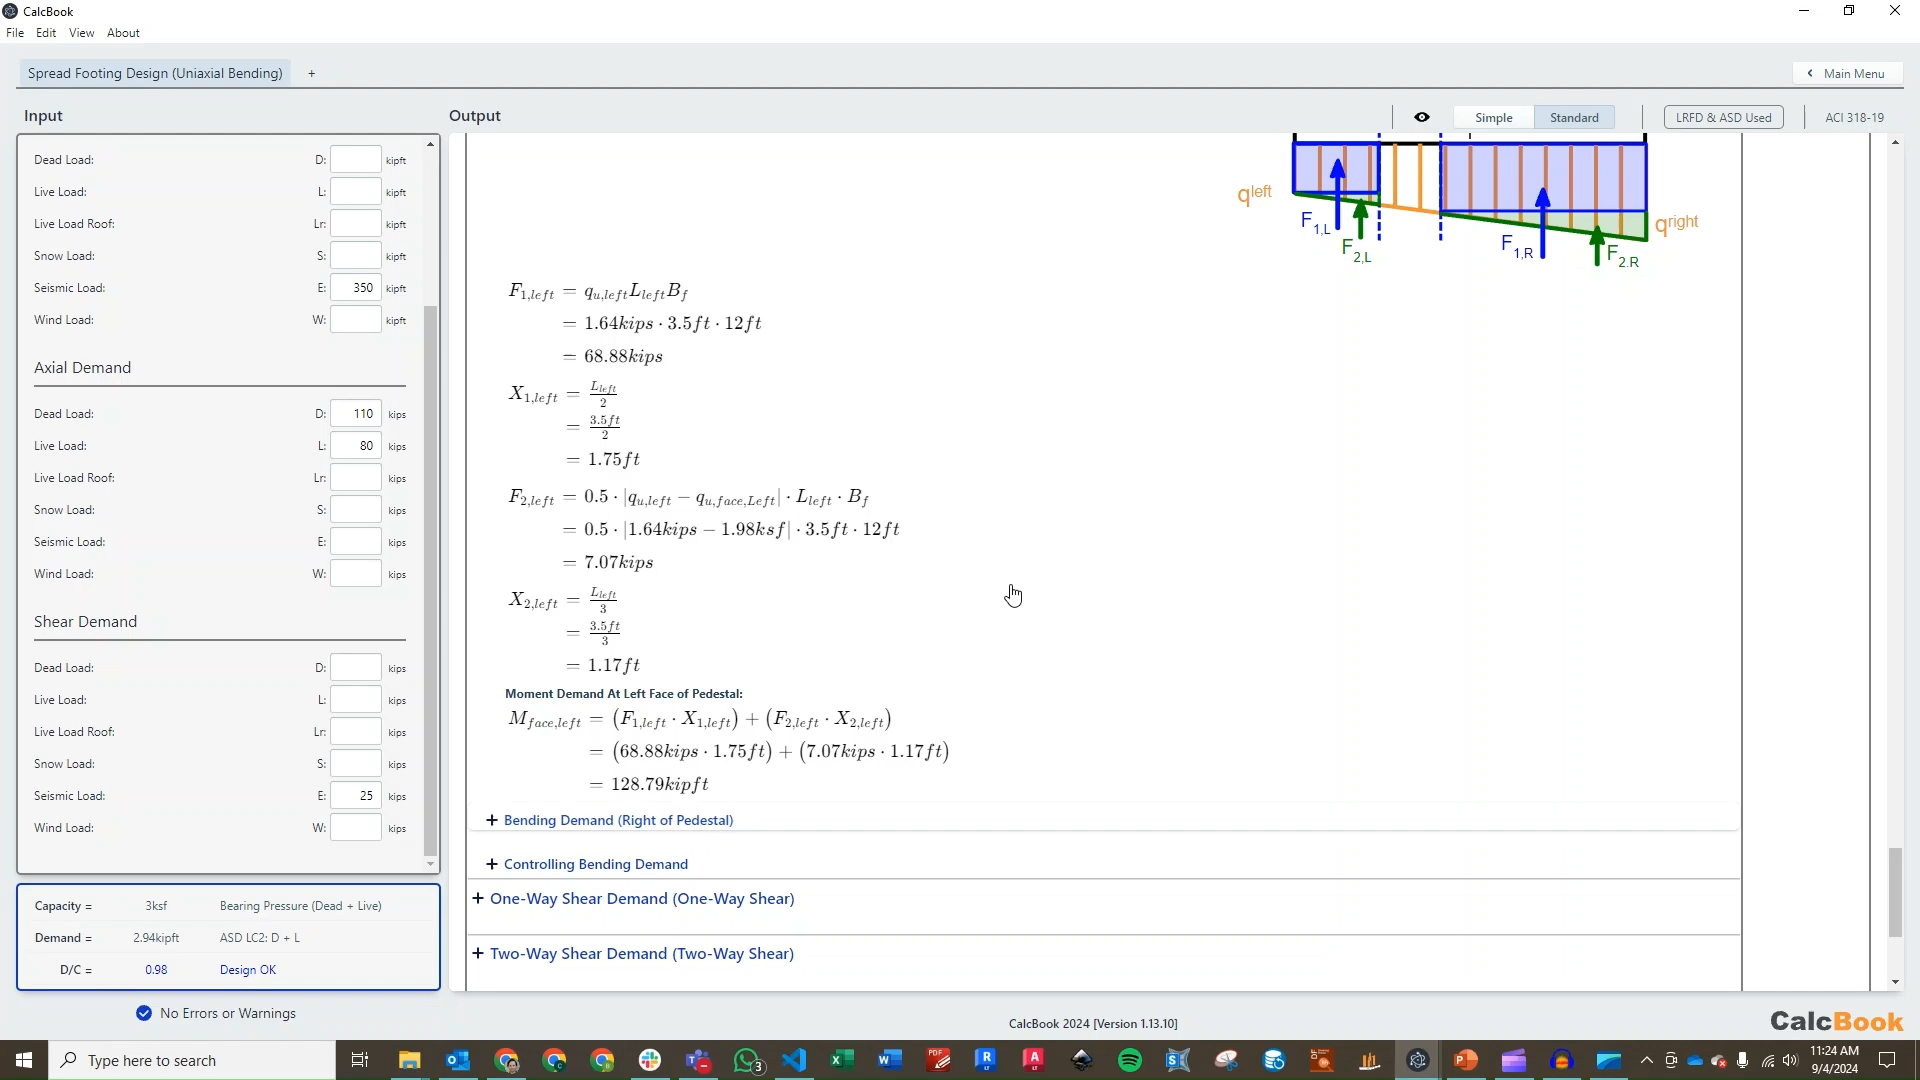 CalcBook
File Edit View About
Spread Footing Design (Uniaxial Bending) +
Main Menu
Input
Output
Simple Standard
LRFD & ASD Used
ACI 318-19
Dead Load: D: kipft
Live Load: L: kipft
Live Load Roof: Lr: kipft
Snow Load: S: kipft
Seismic Load: E: 350 kipft
Wind Load: W: kipft
Axial Demand
Dead Load: D: 110 kips
Live Load: L: 80 kips
Live Load Roof: Lr: kips
Snow Load: S: kips
Seismic Load: E: kips
Wind Load: W: kips
Shear Demand
Dead Load: D: kips
Live Load: L: kips
Live Load Roof: Lr: kips
Snow Load: S: kips
Seismic Load: E: 25 kips
Wind Load: W: kips
Capacity = 3ksf Bearing Pressure (Dead + Live)
Demand = 2.94kipft ASD LC2: D + L
D/C = 0.98 Design OK
No Errors or Warnings
q left
F 1,L
F 2,L
F 1,R
F 2.R
q right
F1,left = qu,left Lleft Bf
= 1.64kips · 3.5ft · 12ft
= 68.88kips
X1,left = Lleft/2
= 3.5ft/2
= 1.75ft
F2,left = 0.5 · |qu,left − qu,face,Left| · Lleft · Bf
= 0.5 · |1.64kips − 1.98ksf| · 3.5ft · 12ft
= 7.07kips
X2,left = Lleft/3
= 3.5ft/3
= 1.17ft
Moment Demand At Left Face of Pedestal:
Mface,left = (F1,left · X1,left) + (F2,left · X2,left)
= (68.88kips · 1.75ft) + (7.07kips · 1.17ft)
= 128.79kipft
+ Bending Demand (Right of Pedestal)
+ Controlling Bending Demand
+ One-Way Shear Demand (One-Way Shear)
+ Two-Way Shear Demand (Two-Way Shear)
CalcBook 2024 [Version 1.13.10]
CalcBook
Type here to search
11:24 AM
9/4/2024